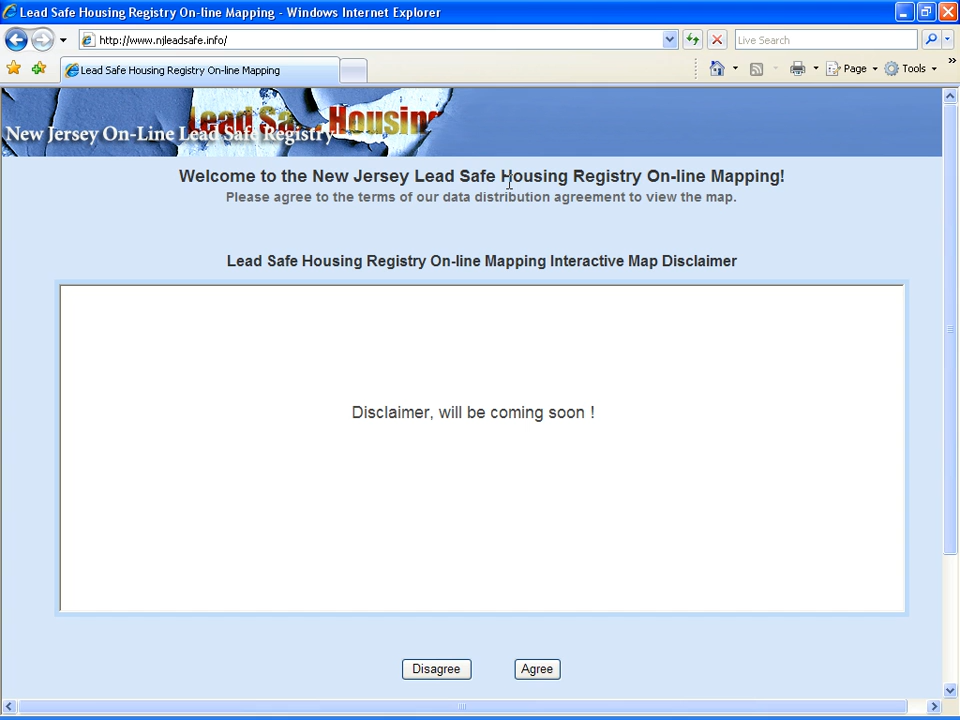 Lead Safe Housing Registry On-line Mapping - Windows Internet Explorer
http://www.njleadsafe.info/
Live Search
Lead Safe Housing Registry On-line Mapping
Page
Tools
Lead Sa Housing
New Jersey On-Line Lead Safe Registry
Welcome to the New Jersey Lead Safe Housing Registry On-line Mapping!
Please agree to the terms of our data distribution agreement to view the map.
Lead Safe Housing Registry On-line Mapping Interactive Map Disclaimer
Disclaimer, will be coming soon !
Disagree
Agree